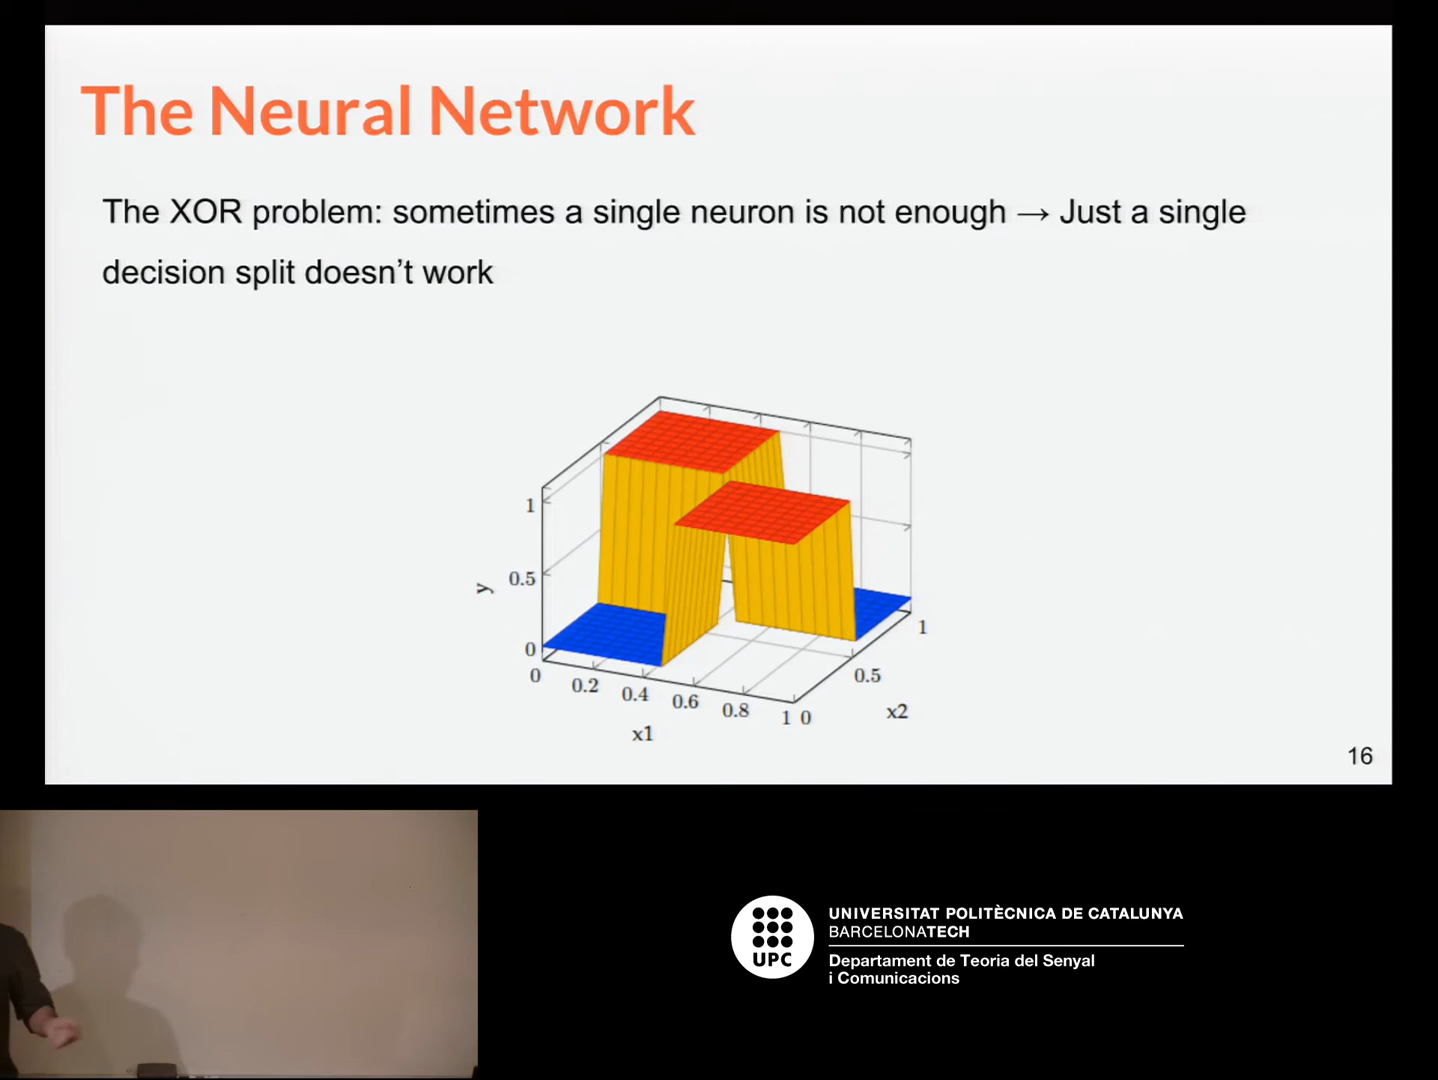 The Neural Network
The XOR problem: sometimes a single neuron is not enough → Just a single
decision split doesn’t work
1
0.5
0
y
0
0.2
0.4
0.6
0.8
1
x1
0
0.5
1
x2
16
UPC
UNIVERSITAT POLITÈCNICA DE CATALUNYA
BARCELONATECH
Departament de Teoria del Senyal
i Comunicacions